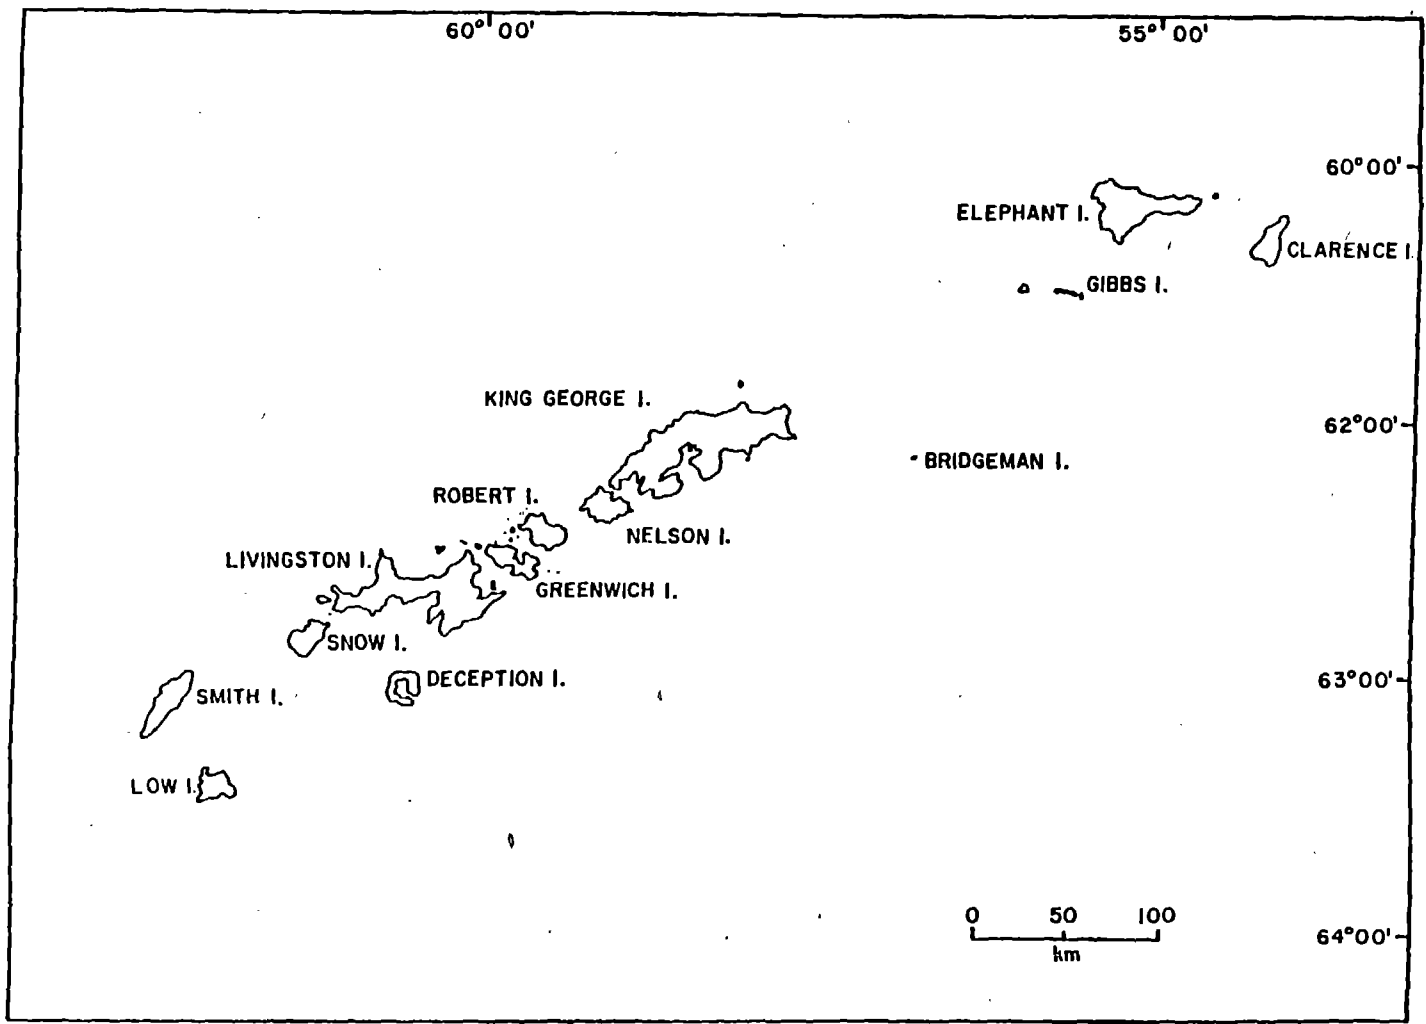 60°00'
55°00'
60°00'
ELEPHANT I.
CLARENCE I.
GIBBS I.
KING GEORGE I.
62°00'
BRIDGEMAN I.
ROBERT I.
NELSON I.
LIVINGSTON I.
GREENWICH I.
SNOW I.
DECEPTION I.
63°00'
SMITH I.
LOW I.
0 50 100
km
64°00'